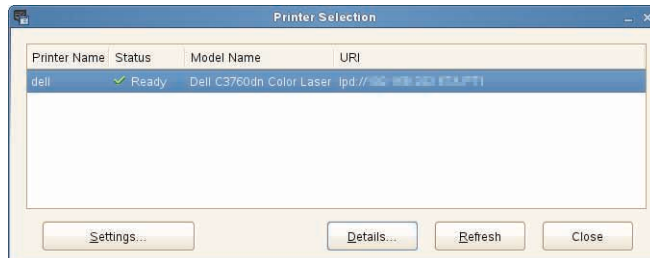 Printer Selection
Printer Name Status Model Name URI
dell Ready Dell C3760dn Color Laser lpd://
Settings... Details... Refresh Close